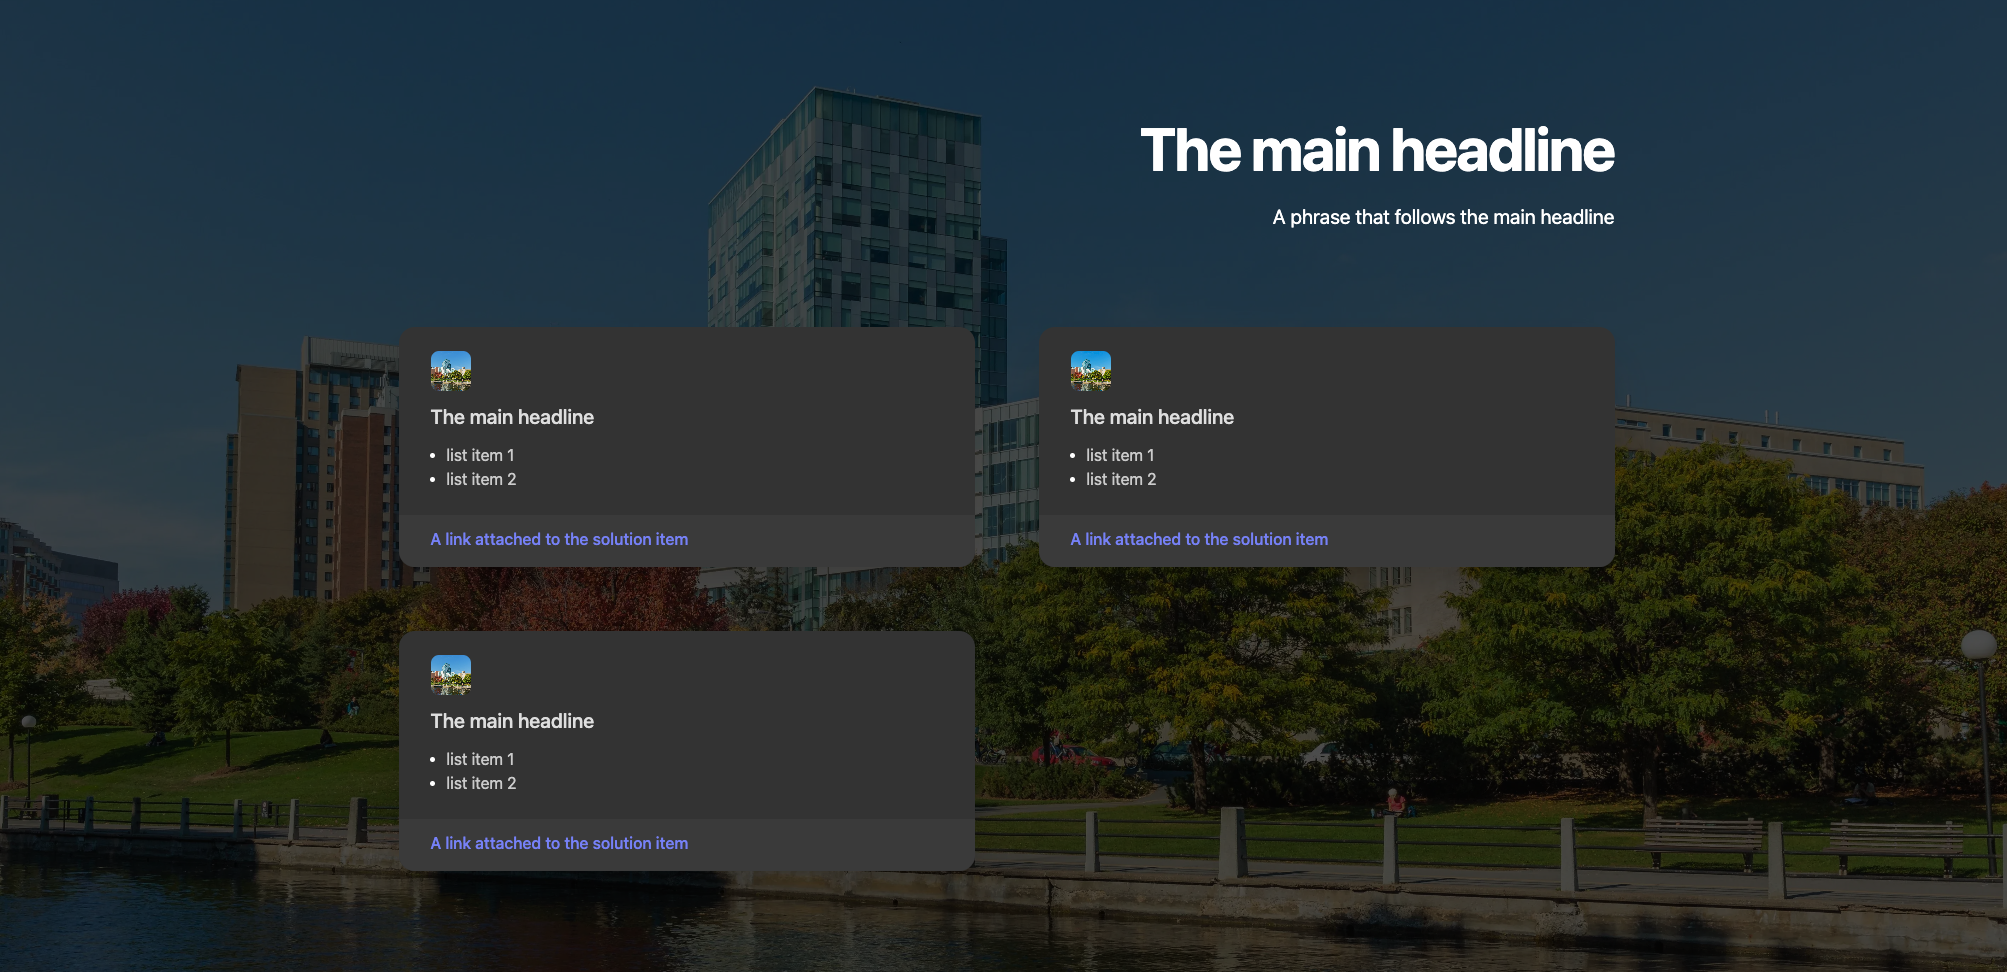 The main headline
A phrase that follows the main headline
The main headline
list item 1
list item 2
A link attached to the solution item
The main headline
list item 1
list item 2
A link attached to the solution item
The main headline
list item 1
list item 2
A link attached to the solution item